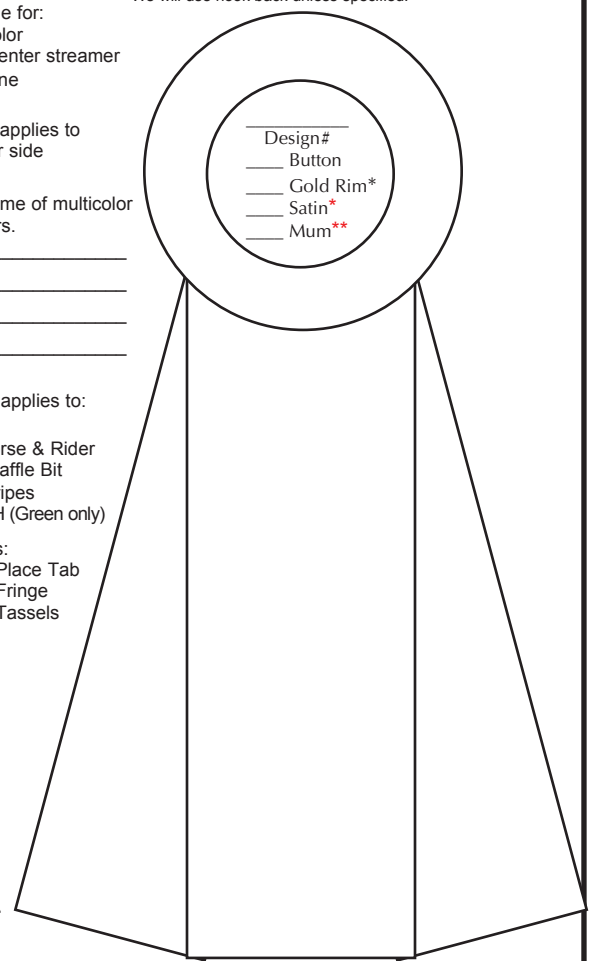 We will use hook back unless specified.
e for:
lor
enter streamer
ne
applies to
r side
me of multicolor
rs.
applies to:
rse & Rider
affle Bit
ipes
H (Green only)
s:
Place Tab
Fringe
Tassels
Design#
____ Button
____ Gold Rim*
____ Satin*
____ Mum**